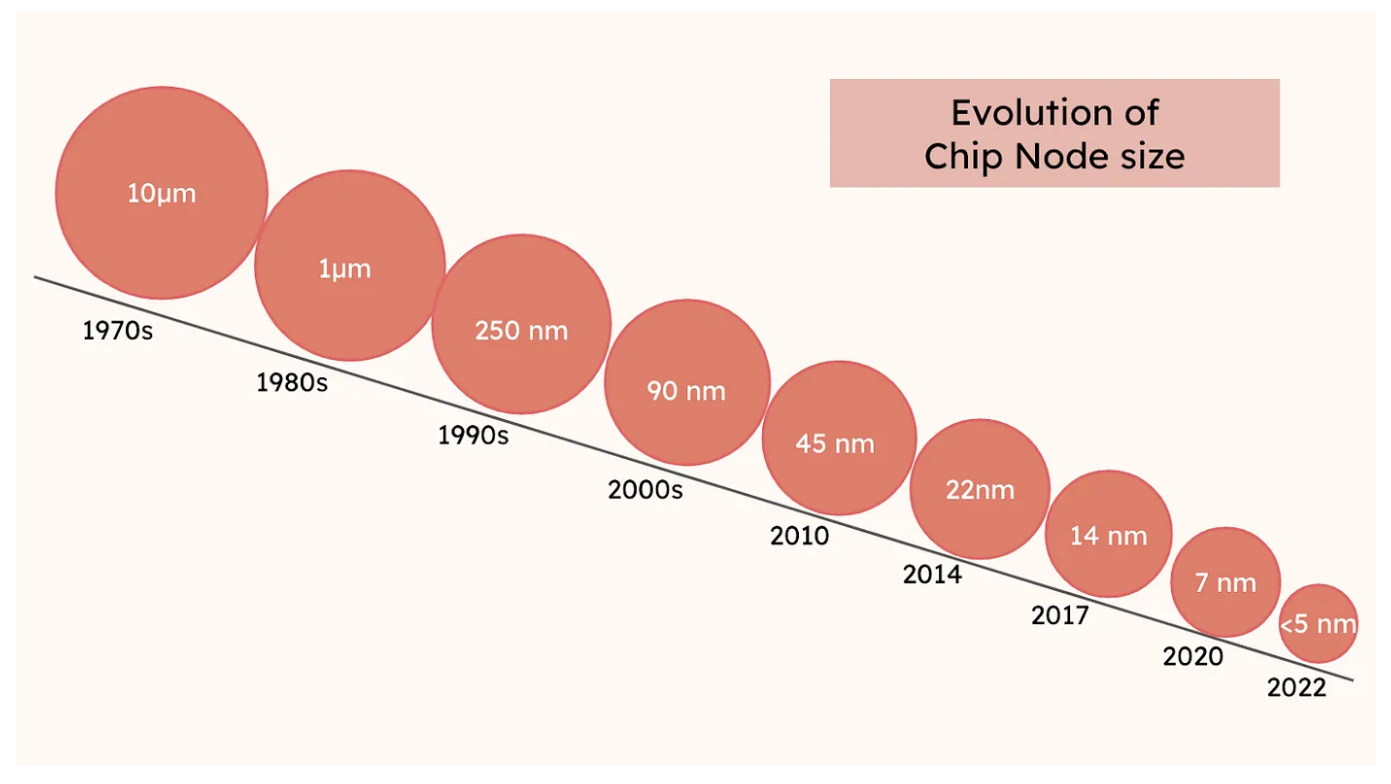 Evolution of
Chip Node size
10μm
1970s
1μm
1980s
250 nm
1990s
90 nm
2000s
45 nm
2010
22nm
2014
14 nm
2017
7 nm
2020
<5 nm
2022